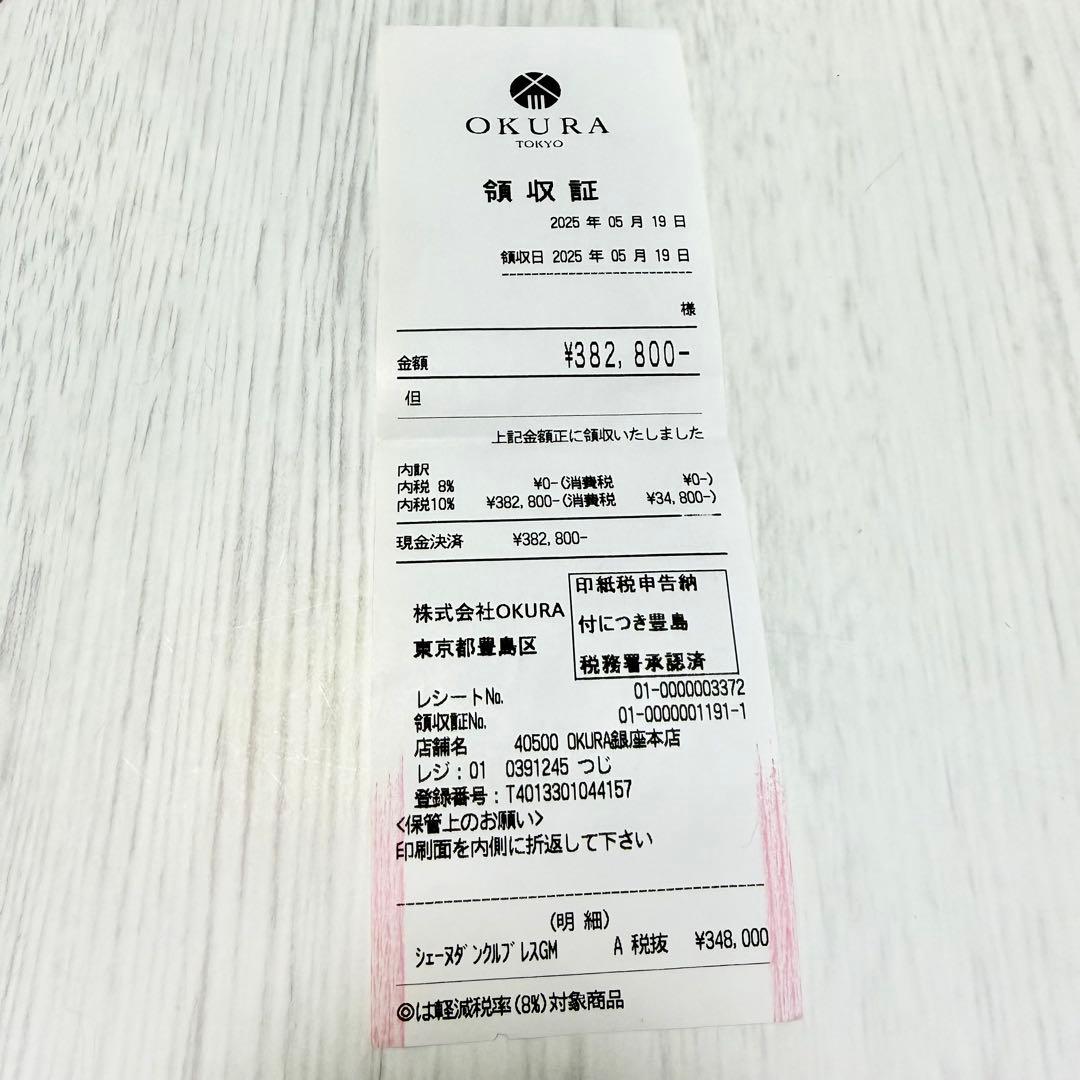 OKURA
TOKYO
領収証
2025 年 05 月 19 日
領収日 2025 年 05 月 19 日
様
金額 ¥382,800-
但
上記金額正に領収いたしました
内訳
内税 8% ¥0-(消費税 ¥0-)
内税10% ¥382,800-(消費税 ¥34,800-)
現金決済 ¥382,800-
株式会社OKURA
東京都豊島区
印紙税申告納
付につき豊島
税務署承認済
レシートNo. 01-0000003372
領収証No. 01-0000001191-1
店舗名 40500 OKURA銀座本店
レジ:01 0391245 つじ
登録番号:T4013301044157
<保管上のお願い>
印刷面を内側に折返して下さい
(明 細)
シェーヌダンクルブレスGM A 税抜 ¥348,000
◎は軽減税率(8%)対象商品